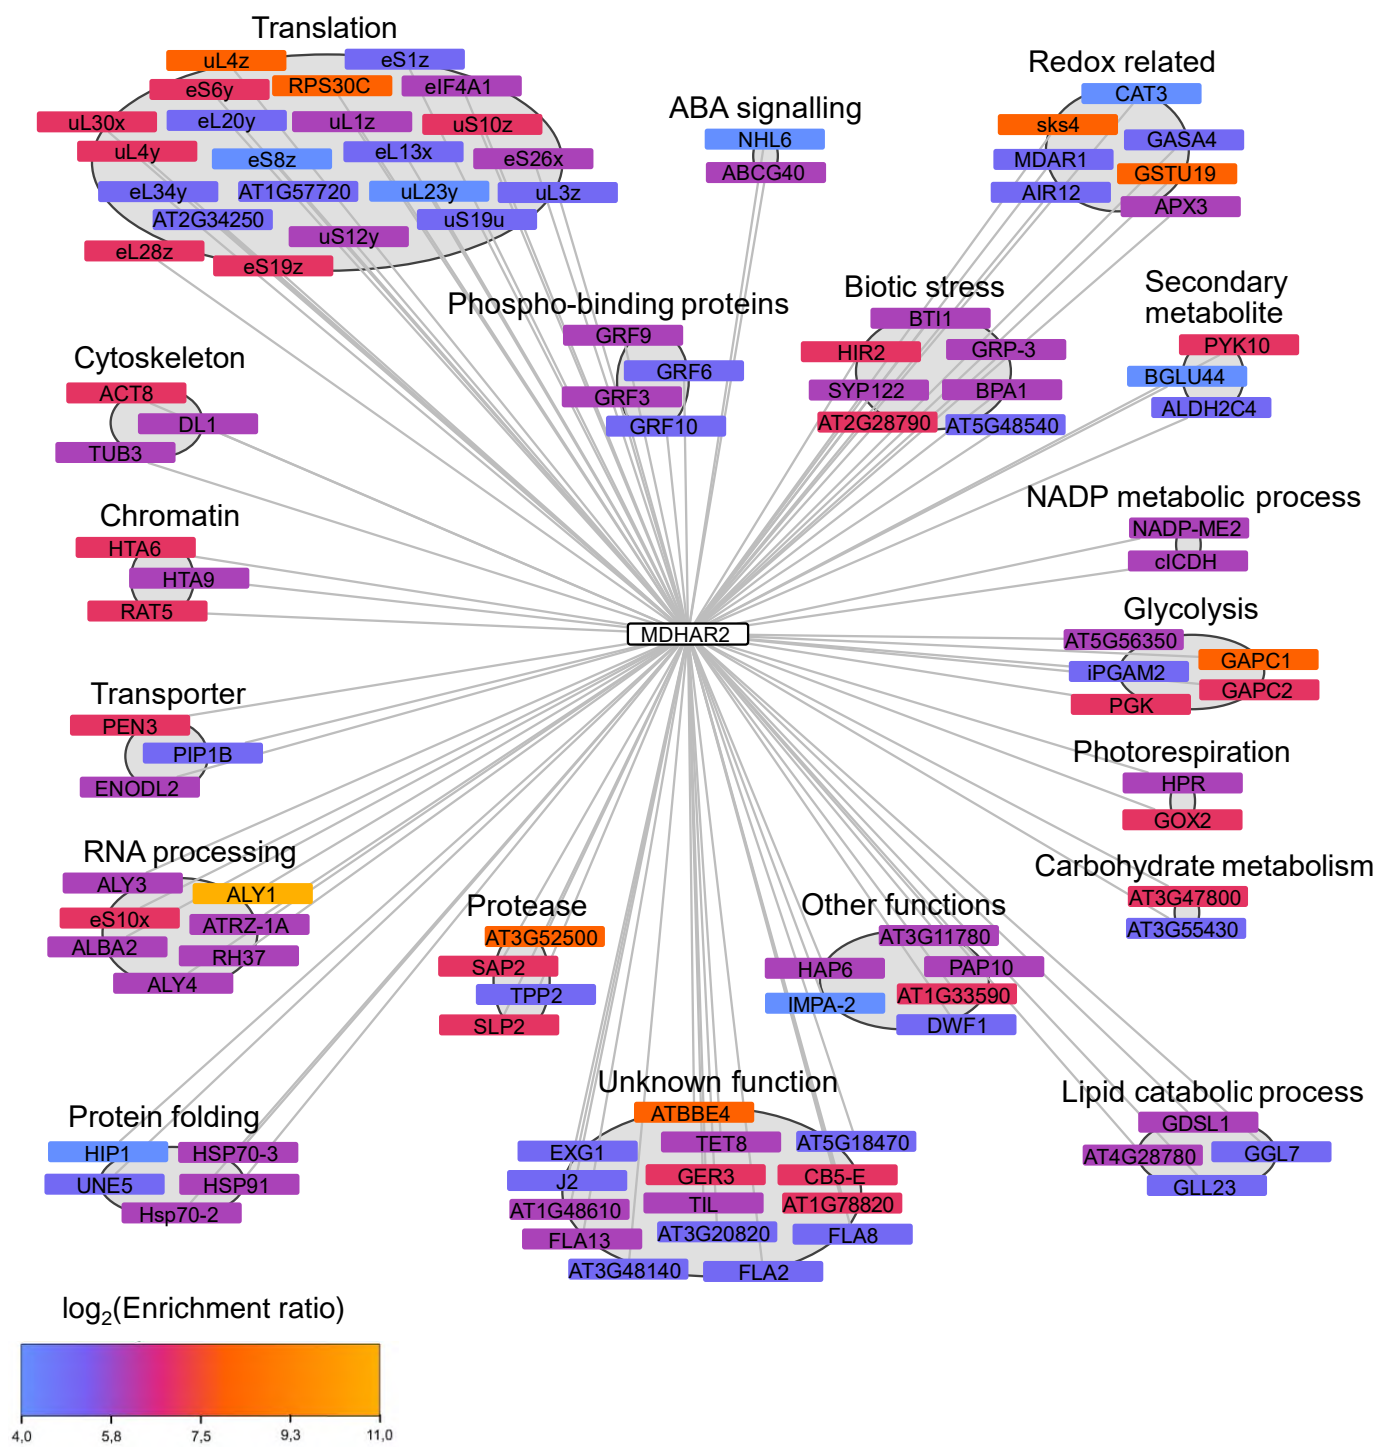 Translation
uL4z
eS1z
eS6y
RPS30C
eIF4A1
uL30x
eL20y
uL1z
uS10z
uL4y
eS8z
eL13x
eS26x
eL34y
AT1G57720
uL23y
uL3z
AT2G34250
uS12y
uS19u
eL28z
eS19z
ABA signalling
NHL6
ABCG40
Redox related
CAT3
sks4
GASA4
MDAR1
GSTU19
AIR12
APX3
Phospho-binding proteins
GRF9
GRF6
GRF3
GRF10
Biotic stress
BTI1
HIR2
GRP-3
SYP122
BPA1
AT2G28790
AT5G48540
Secondary
metabolite
PYK10
BGLU44
ALDH2C4
Cytoskeleton
ACT8
DL1
TUB3
Chromatin
HTA6
HTA9
RAT5
NADP metabolic process
NADP-ME2
cICDH
MDHAR2
Glycolysis
AT5G56350
GAPC1
iPGAM2
GAPC2
PGK
Transporter
PEN3
PIP1B
ENODL2
Photorespiration
HPR
GOX2
RNA processing
ALY3
ALY1
eS10x
ATRZ-1A
ALBA2
RH37
ALY4
Protease
AT3G52500
SAP2
TPP2
SLP2
Other functions
AT3G11780
HAP6
PAP10
IMPA-2
AT1G33590
DWF1
Carbohydrate metabolism
AT3G47800
AT3G55430
Protein folding
HIP1
HSP70-3
UNE5
HSP91
Hsp70-2
Unknown function
ATBBE4
EXG1
TET8
AT5G18470
J2
GER3
CB5-E
AT1G48610
TIL
AT1G78820
FLA13
AT3G20820
FLA8
AT3G48140
FLA2
Lipid catabolic process
GDSL1
AT4G28780
GGL7
GLL23
log2(Enrichment ratio)
4,0 5,8 7,5 9,3 11,0